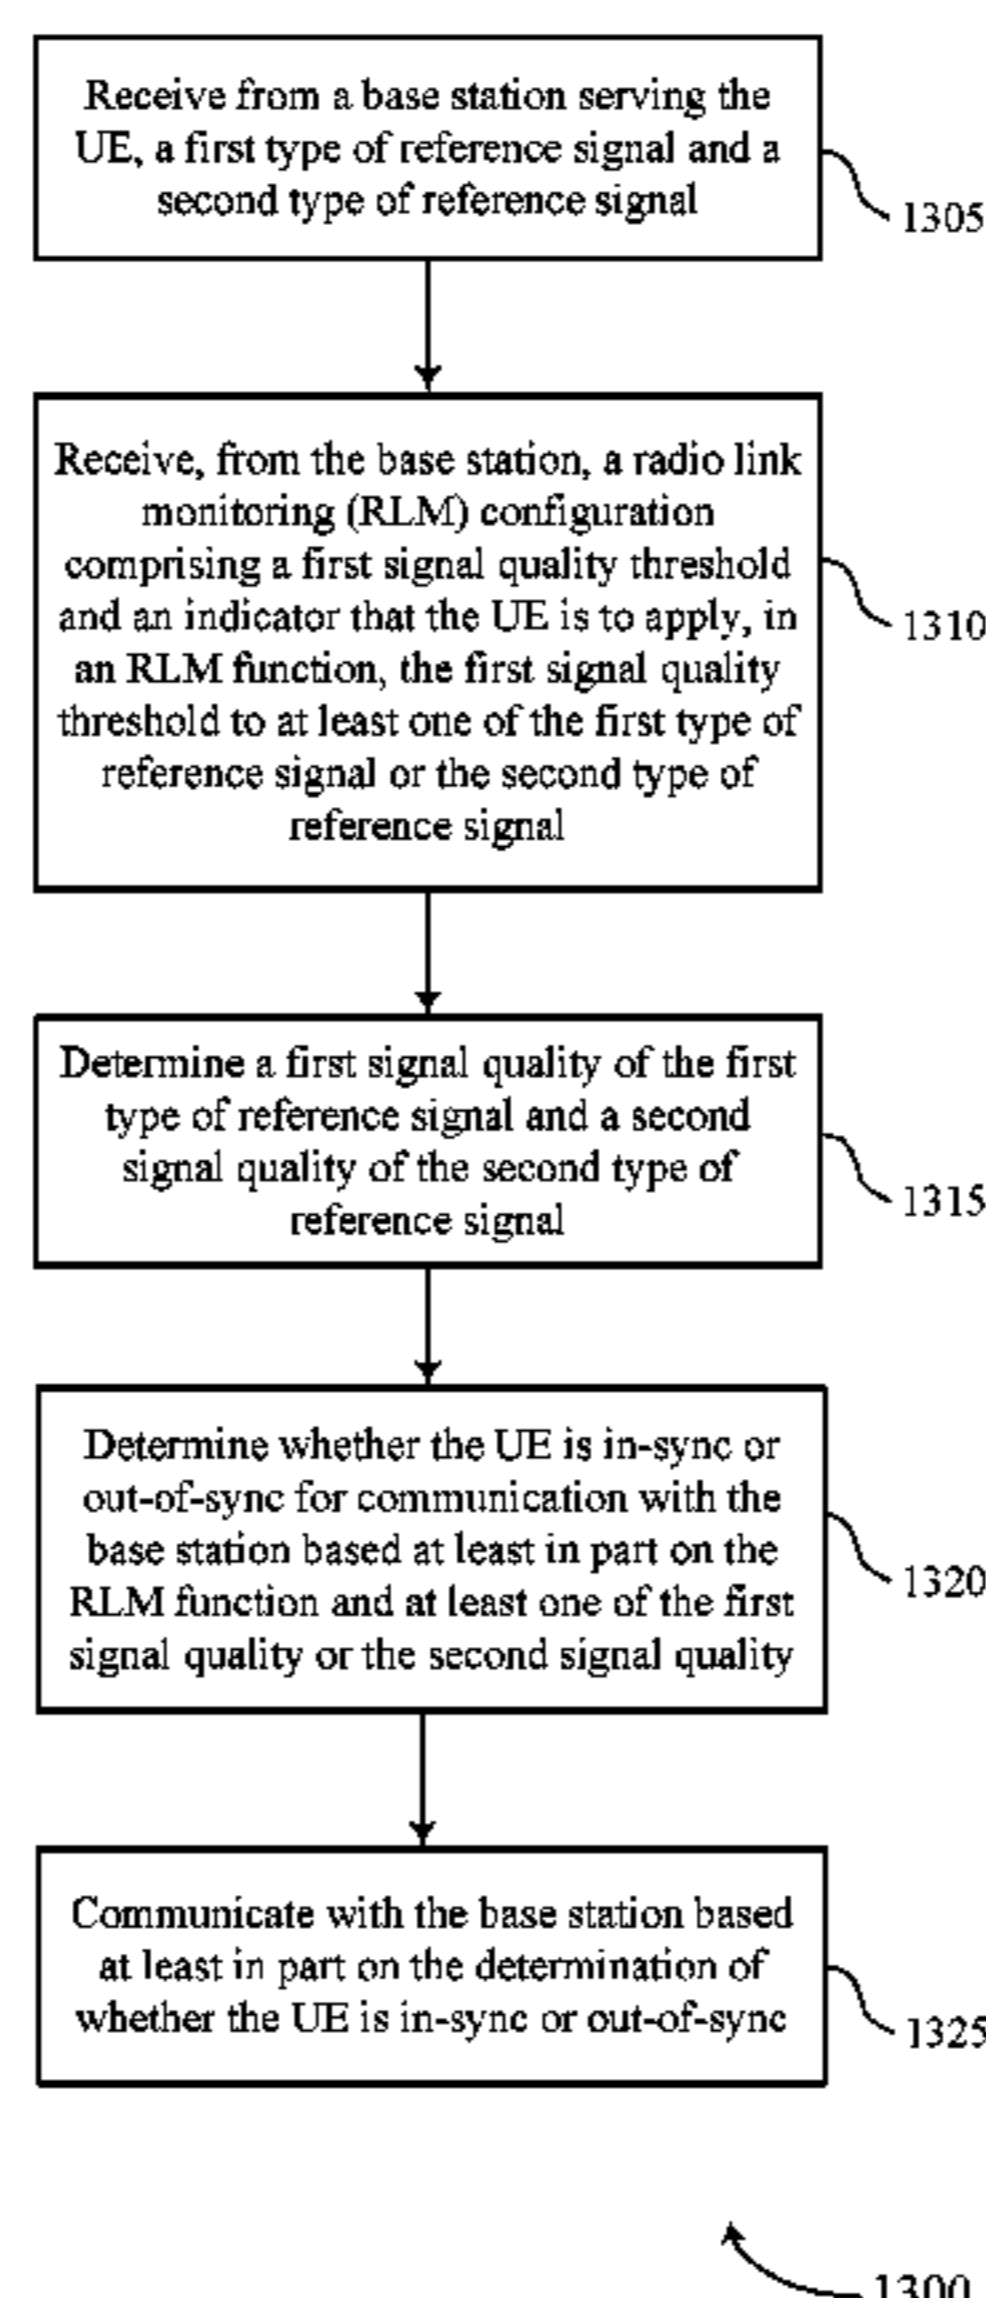 Receive from a base station serving the
UE, a first type of reference signal and a
second type of reference signal
1305
Receive, from the base station, a radio link
monitoring (RLM) configuration
comprising a first signal quality threshold
and an indicator that the UE is to apply, in
an RLM function, the first signal quality
threshold to at least one of the first type of
reference signal or the second type of
reference signal
1310
Determine a first signal quality of the first
type of reference signal and a second
signal quality of the second type of
reference signal
1315
Determine whether the UE is in-sync or
out-of-sync for communication with the
base station based at least in part on the
RLM function and at least one of the first
signal quality or the second signal quality
1320
Communicate with the base station based
at least in part on the determination of
whether the UE is in-sync or out-of-sync
1325
1300